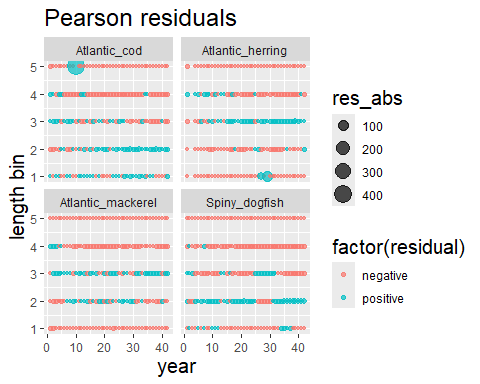 Pearson residuals
Atlantic_cod
Atlantic_herring
5
4
3
2
1
Atlantic_mackerel
Spiny_dogfish
5
4
3
2
1
0 10 20 30 40
0 10 20 30 40
length bin
year
res_abs
100
200
300
400
factor(residual)
negative
positive